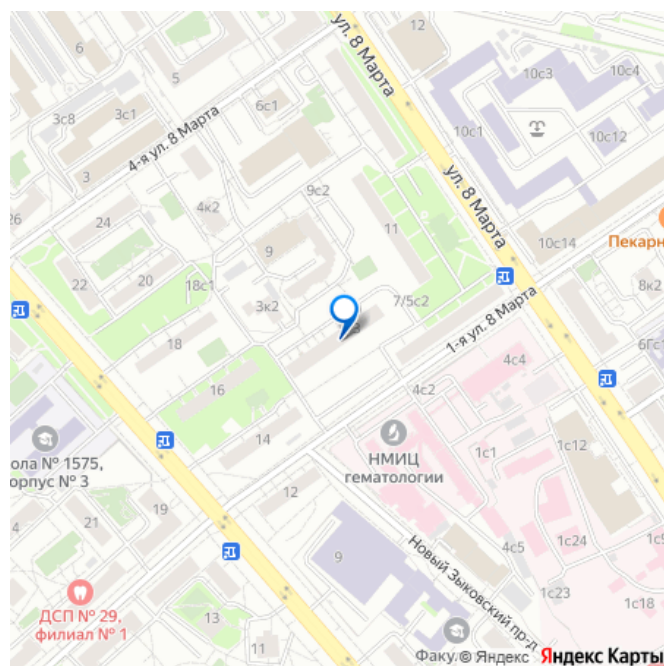 12
10с3
10с4
ул. 8 Марта
5
6с1
3с1
3с8
10с1
10с12
4-я ул. 8 Марта
3
ул. 8 Марта
9с2
26
24
4к2
11
Пекарн
9
10с14
22
20
18с1
3к2
7/5с2
8к2
3
1-я ул. 8 Марта
6Гс1
18
4с4
16
4с2
14
НМИЦ
гематологии
1с1
1с12
ола № 1575,
орпус № 3
4
21
19
12
9
4с5
1с24
1с9
1с23
1с18
Новый Зыковский пр-д
ДСП № 29,
филиал № 1
13
11
Факу.
© Яндекс
Яндекс Карты